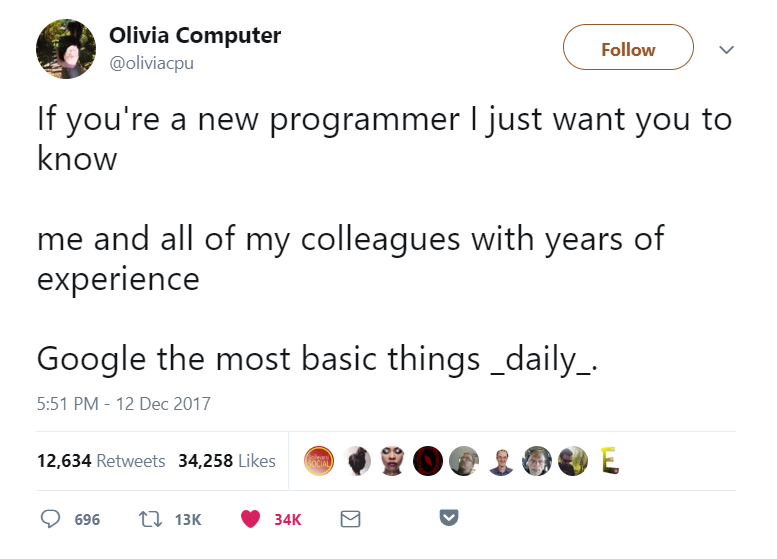 Olivia Computer
@oliviacpu
Follow
If you're a new programmer I just want you to
know
me and all of my colleagues with years of
experience
Google the most basic things _daily_.
5:51 PM - 12 Dec 2017
12,634 Retweets 34,258 Likes
SOCIAL
E
696 13K 34K